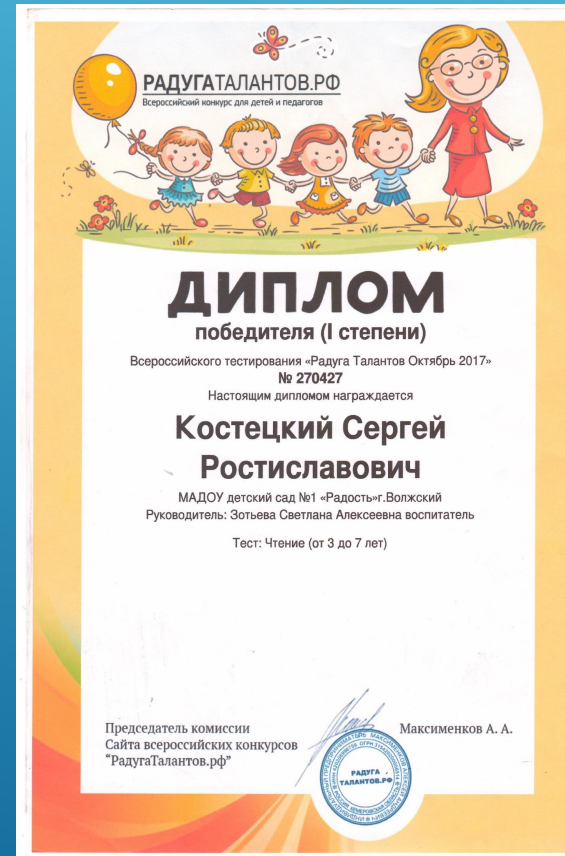 РАДУГАТАЛАНТОВ.РФ
Всероссийский конкурс для детей и педагогов
ДИПЛОМ
победителя (I степени)
Всероссийского тестирования «Радуга Талантов Октябрь 2017»
№ 270427
Настоящим дипломом награждается
Костецкий Сергей
Ростиславович
МАДОУ детский сад №1 «Радость»г.Волжский
Руководитель: Зотьева Светлана Алексеевна воспитатель
Тест: Чтение (от 3 до 7 лет)
Председатель комиссии
Сайта всероссийских конкурсов
“РадугаТалантов.рф”
Максименков А. А.
РАДУГА
ТАЛАНТОВ.РФ